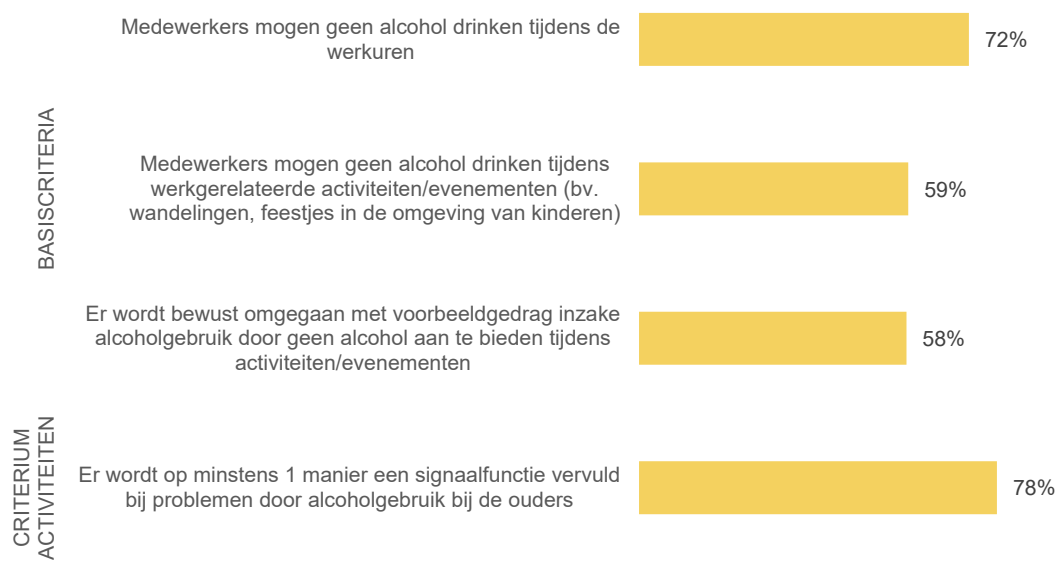 BASISCRITERIA
Medewerkers mogen geen alcohol drinken tijdens de
werkuren
72%
Medewerkers mogen geen alcohol drinken tijdens
werkgerelateerde activiteiten/evenementen (bv.
wandelingen, feestjes in de omgeving van kinderen)
59%
Er wordt bewust omgegaan met voorbeeldgedrag inzake
alcoholgebruik door geen alcohol aan te bieden tijdens
activiteiten/evenementen
58%
CRITERIUM
ACTIVITEITEN
Er wordt op minstens 1 manier een signaalfunctie vervuld
bij problemen door alcoholgebruik bij de ouders
78%